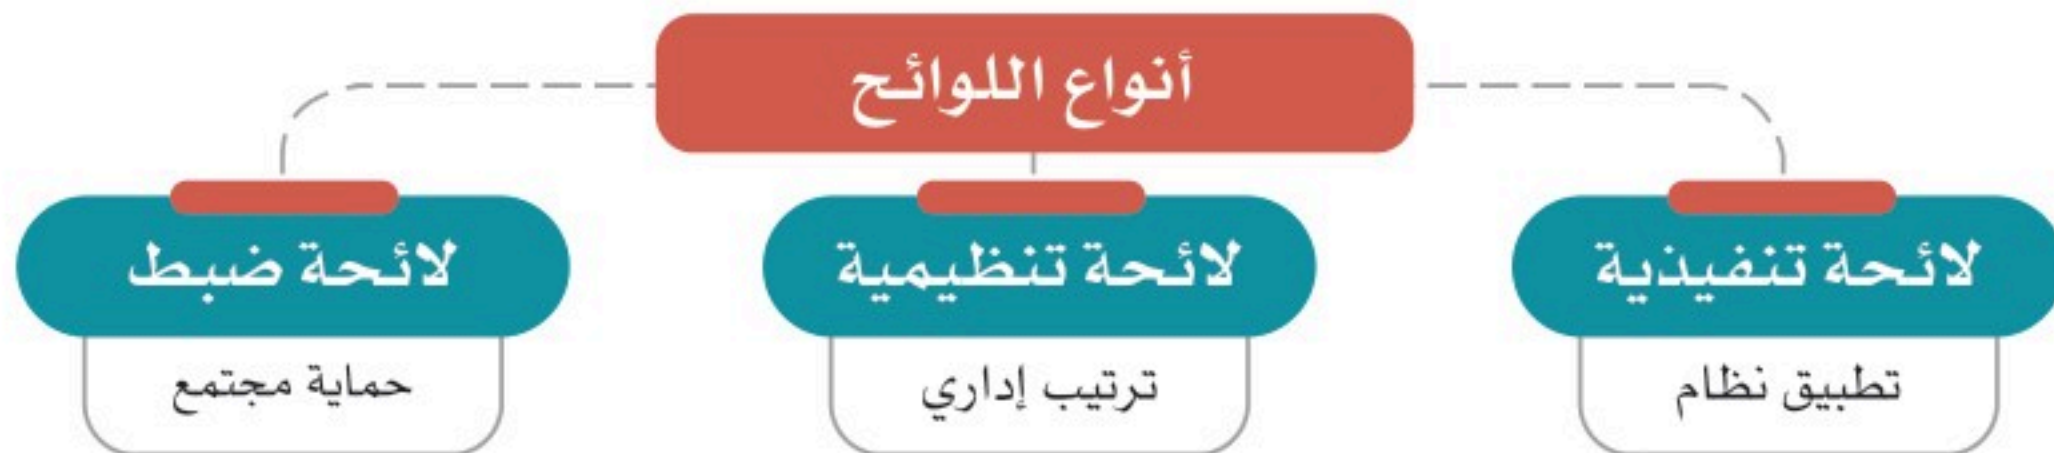 أنواع اللوائح
لائحة تنفيذية
تطبيق نظام
لائحة تنظيمية
ترتيب إداري
لائحة ضبط
حماية مجتمع